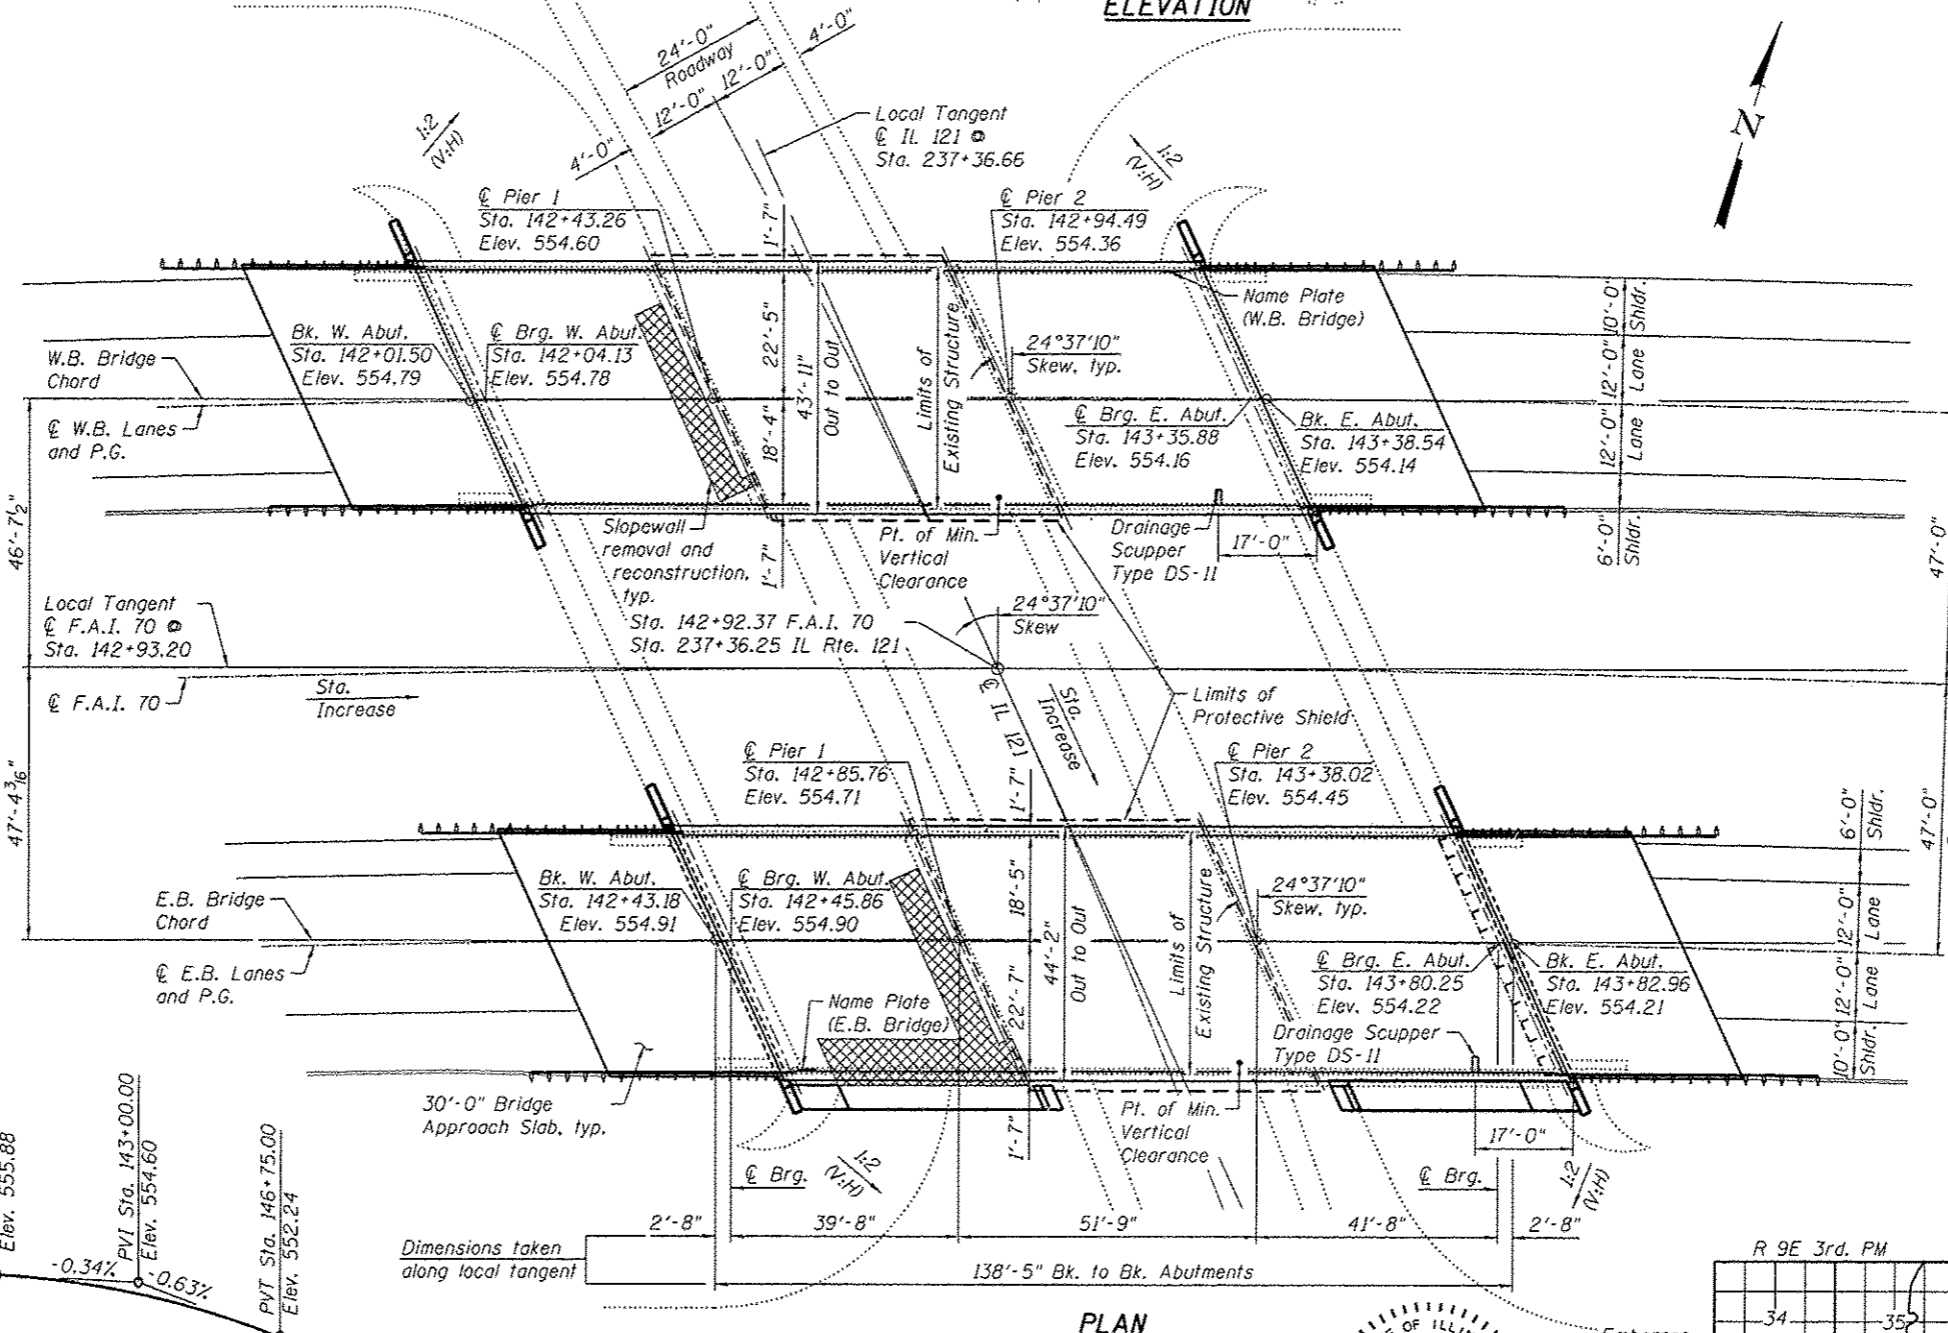 ELEVATION
24'-0"
Roadway
12'-0"
12'-0"
4'-0"
4'-0"
1:2
(V:H)
Local Tangent
℄ IL 121 @
Sta. 237+36.66
1:2
(V:H)
N
℄ Pier 1
Sta. 142+43.26
Elev. 554.60
1'-7"
℄ Pier 2
Sta. 142+94.49
Elev. 554.36
Name Plate
(W.B. Bridge)
W.B. Bridge
Chord
℄ W.B. Lanes
and P.G.
Bk. W. Abut.
Sta. 142+01.50
Elev. 554.79
℄ Brg. W. Abut.
Sta. 142+04.13
Elev. 554.78
22'-5"
18'-4"
43'-11"
Out to Out
Limits of
Existing Structure
24°37'10"
Skew, typ.
℄ Brg. E. Abut.
Sta. 143+35.88
Elev. 554.16
Bk. E. Abut.
Sta. 143+38.54
Elev. 554.14
10'-0"
Shldr.
12'-0"
Lane
12'-0"
Lane
6'-0"
Shldr.
46'-7½"
47'-0"
Slopewall
removal and
reconstruction,
typ.
1'-7"
Pt. of Min.
Vertical
Clearance
Drainage
Scupper
Type DS-11
17'-0"
Local Tangent
℄ F.A.I. 70 @
Sta. 142+93.20
Sta. 142+92.37 F.A.I. 70
Sta. 237+36.25 IL Rte. 121
24°37'10"
Skew
℄ F.A.I. 70
Sta.
Increase
℄ IL 121
Sta.
Increase
Limits of
Protective Shield
47'-4 3/16"
47'-0"
℄ Pier 1
Sta. 142+85.76
Elev. 554.71
1'-7"
℄ Pier 2
Sta. 143+38.02
Elev. 554.45
E.B. Bridge
Chord
℄ E.B. Lanes
and P.G.
Bk. W. Abut.
Sta. 142+43.18
Elev. 554.91
℄ Brg. W. Abut.
Sta. 142+45.86
Elev. 554.90
18'-5"
22'-7"
44'-2"
Out to Out
Limits of
Existing Structure
24°37'10"
Skew, typ.
℄ Brg. E. Abut.
Sta. 143+80.25
Elev. 554.22
Bk. E. Abut.
Sta. 143+82.96
Elev. 554.21
6'-0"
Shldr.
12'-0"
Lane
12'-0"
Lane
10'-0"
Shldr.
Name Plate
(E.B. Bridge)
Drainage Scupper
Type DS-11
30'-0" Bridge
Approach Slab, typ.
1'-7"
Pt. of Min.
Vertical
Clearance
17'-0"
℄ Brg.
1:2
(V:H)
℄ Brg.
1:2
(V:H)
2'-8"
39'-8"
51'-9"
41'-8"
2'-8"
Dimensions taken
along local tangent
138'-5" Bk. to Bk. Abutments
Elev. 555.88
PVI Sta. 143+00.00
Elev. 554.60
PVT Sta. 146+75.00
Elev. 552.24
-0.34%
-0.63%
PLAN
OF ILL
R 9E 3rd. PM
34
35